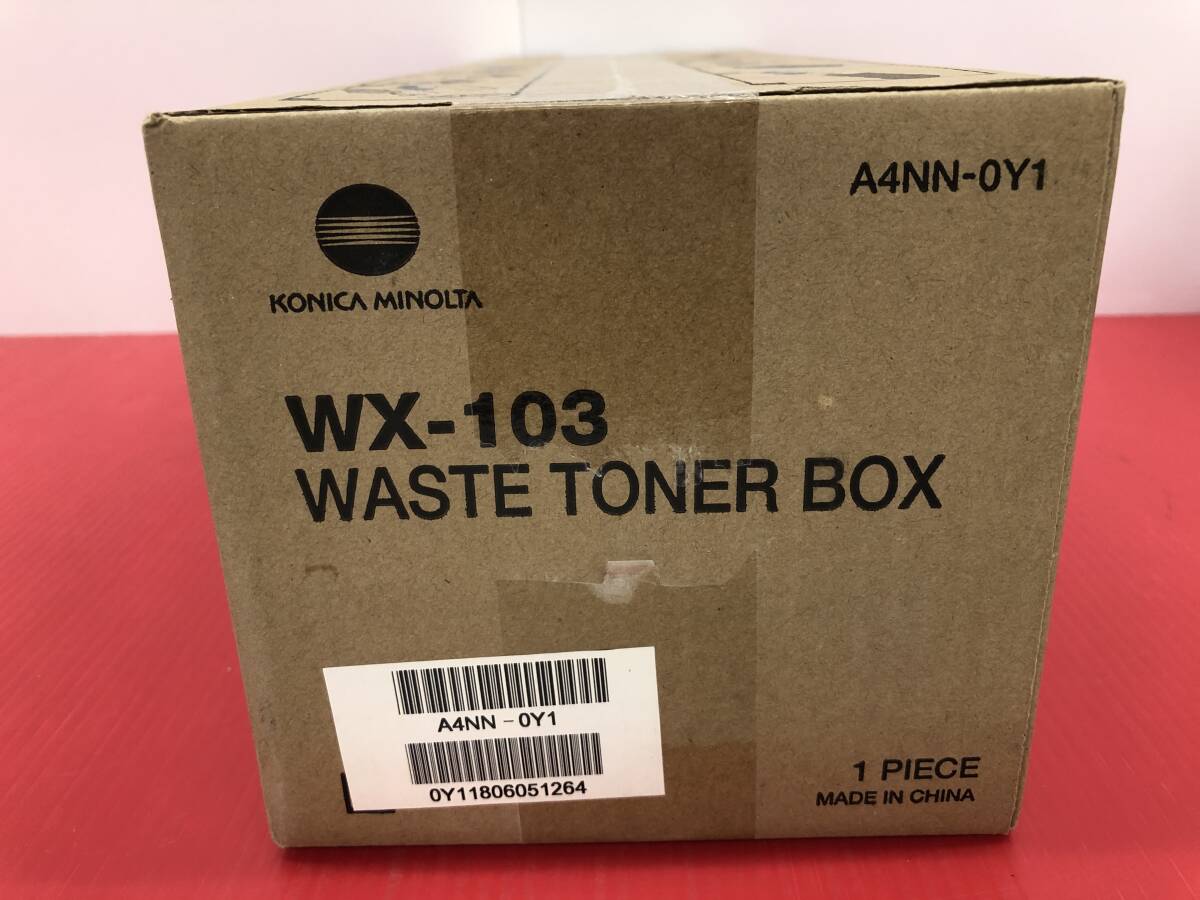 A4NN-0Y1
KONICA MINOLTA
WX-103
WASTE TONER BOX
A4NN-0Y1
0Y11806051264
1 PIECE
MADE IN CHINA